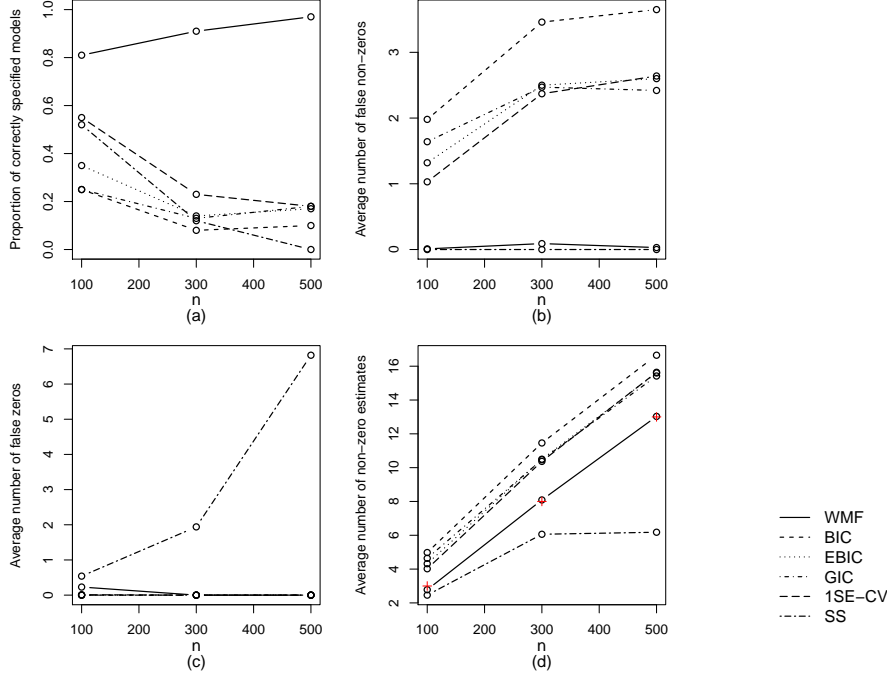 Proportion of correctly specified models
0.0 0.2 0.4 0.6 0.8 1.0
100 200 300 400 500
n
(a)
Average number of false non−zeros
0 1 2 3
100 200 300 400 500
n
(b)
Average number of false zeros
0 1 2 3 4 5 6 7
100 200 300 400 500
n
(c)
Average number of non−zero estimates
2 4 6 8 10 12 14 16
100 200 300 400 500
n
(d)
WMF
BIC
EBIC
GIC
1SE−CV
SS